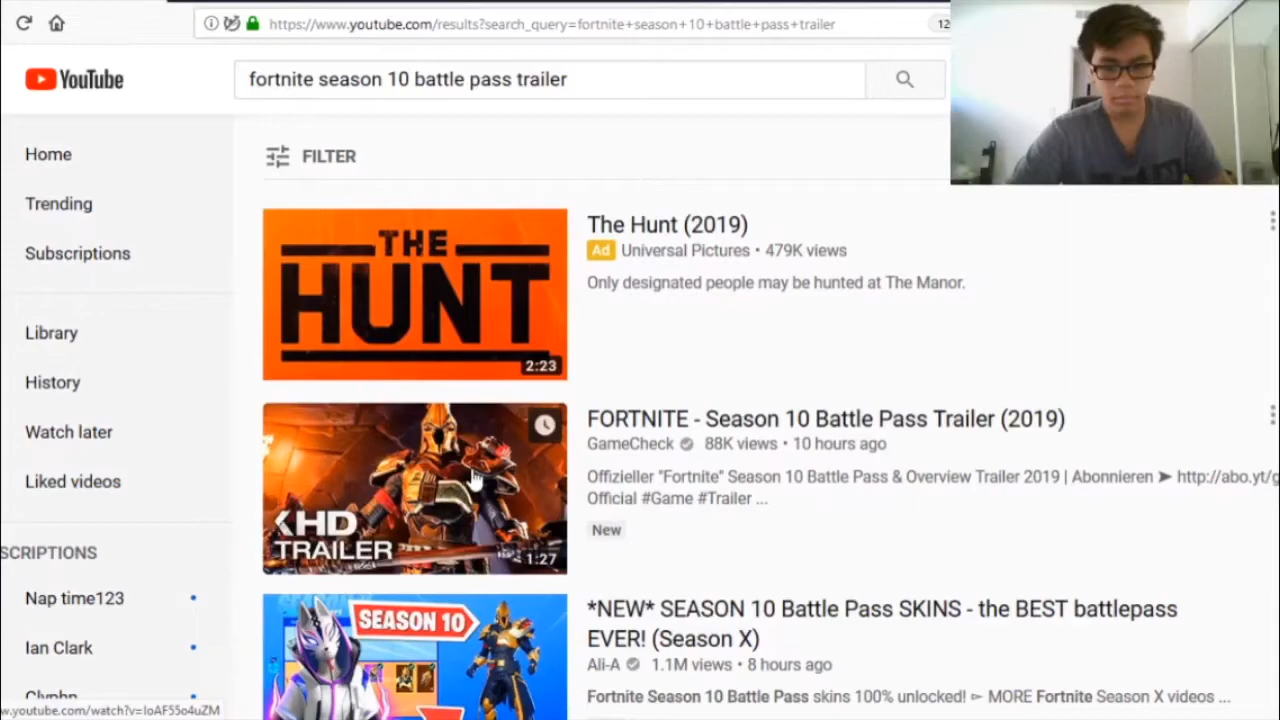 https://www.youtube.com/results?search_query=fortnite+season+10+battle+pass+trailer
YouTube
fortnite season 10 battle pass trailer
Home
Trending
Subscriptions
Library
History
Watch later
Liked videos
SCRIPTIONS
Nap time123
Ian Clark
FILTER
THE
HUNT
2:23
The Hunt (2019)
Ad Universal Pictures • 479K views
Only designated people may be hunted at The Manor.
KHD
TRAILER
1:27
FORTNITE - Season 10 Battle Pass Trailer (2019)
GameCheck 88K views • 10 hours ago
Offizieller "Fortnite" Season 10 Battle Pass & Overview Trailer 2019 | Abonnieren ➤ http://abo.yt/g
Official #Game #Trailer ...
New
SEASON 10
*NEW* SEASON 10 Battle Pass SKINS - the BEST battlepass
EVER! (Season X)
Ali-A 1.1M views • 8 hours ago
Fortnite Season 10 Battle Pass skins 100% unlocked! ► MORE Fortnite Season X videos ...